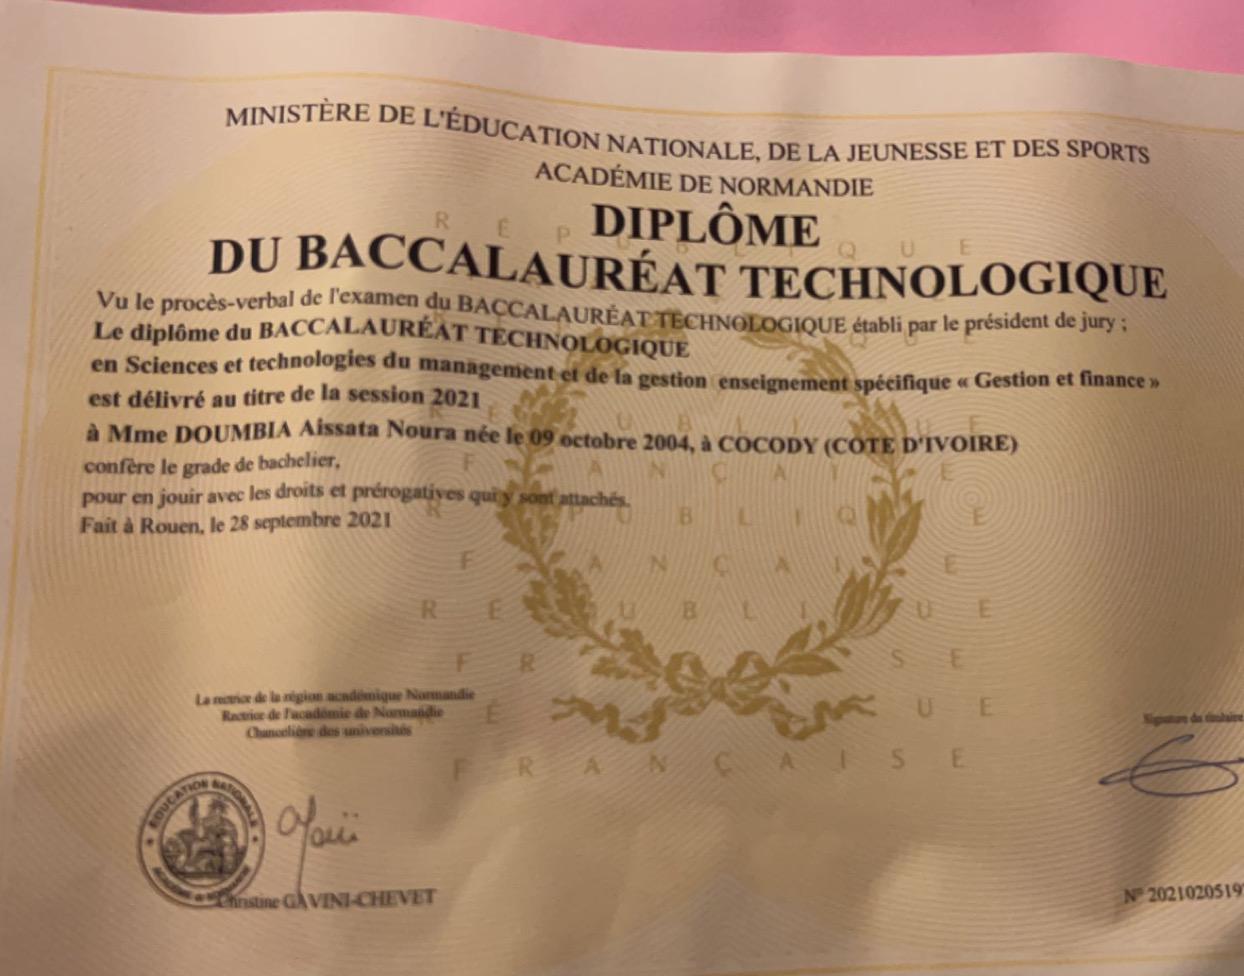 MINISTÈRE DE L'ÉDUCATION NATIONALE, DE LA JEUNESSE ET DES SPORTS
ACADÉMIE DE NORMANDIE
DIPLÔME
DU BACCALAURÉAT TECHNOLOGIQUE
Vu le procès-verbal de l'examen du BACCALAURÉAT TECHNOLOGIQUE établi par le président de jury ;
Le diplôme du BACCALAURÉAT TECHNOLOGIQUE
en Sciences et technologies du management et de la gestion enseignement spécifique « Gestion et finance »
est délivré au titre de la session 2021
à Mme DOUMBIA Aissata Noura née le 09 octobre 2004, à COCODY (COTE D'IVOIRE)
confère le grade de bachelier,
pour en jouir avec les droits et prérogatives qui y sont attachés.
Fait à Rouen, le 28 septembre 2021
La rectrice de la région académique Normandie
Rectrice de l'académie de Normandie
Chancelière des universités
Signature du titulaire
ÉDUCATION NATIONALE
Christine GAVINI-CHEVET
N° 2021020519
RÉPUBLIQUE
FRANÇAISE